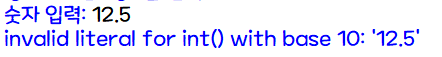 숫자 입력: 12.5
invalid literal for int() with base 10: '12.5'